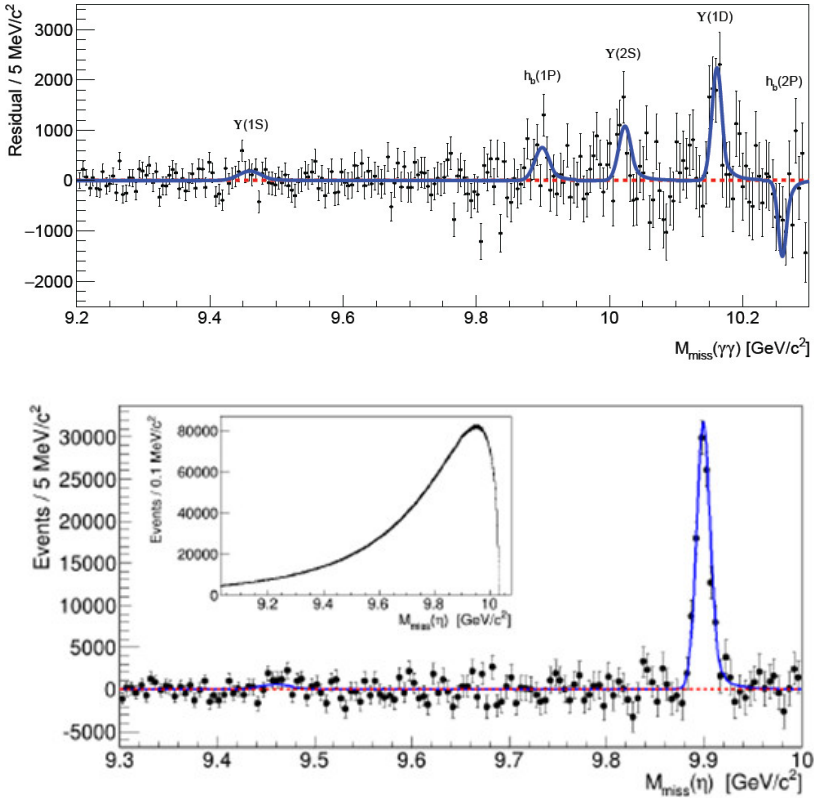 Residual / 5 MeV/c²
3000
2000
1000
0
−1000
−2000
Υ(1S)
h_b(1P)
Υ(2S)
Υ(1D)
h_b(2P)
9.2 9.4 9.6 9.8 10 10.2
M_miss(γγ) [GeV/c²]
Events / 5 MeV/c²
30000
25000
20000
15000
10000
5000
0
-5000
Events / 0.1 MeV/c²
80000
60000
40000
20000
0
9.2 9.4 9.6 9.8 10
M_miss(η) [GeV/c²]
9.3 9.4 9.5 9.6 9.7 9.8 9.9 10
M_miss(η) [GeV/c²]